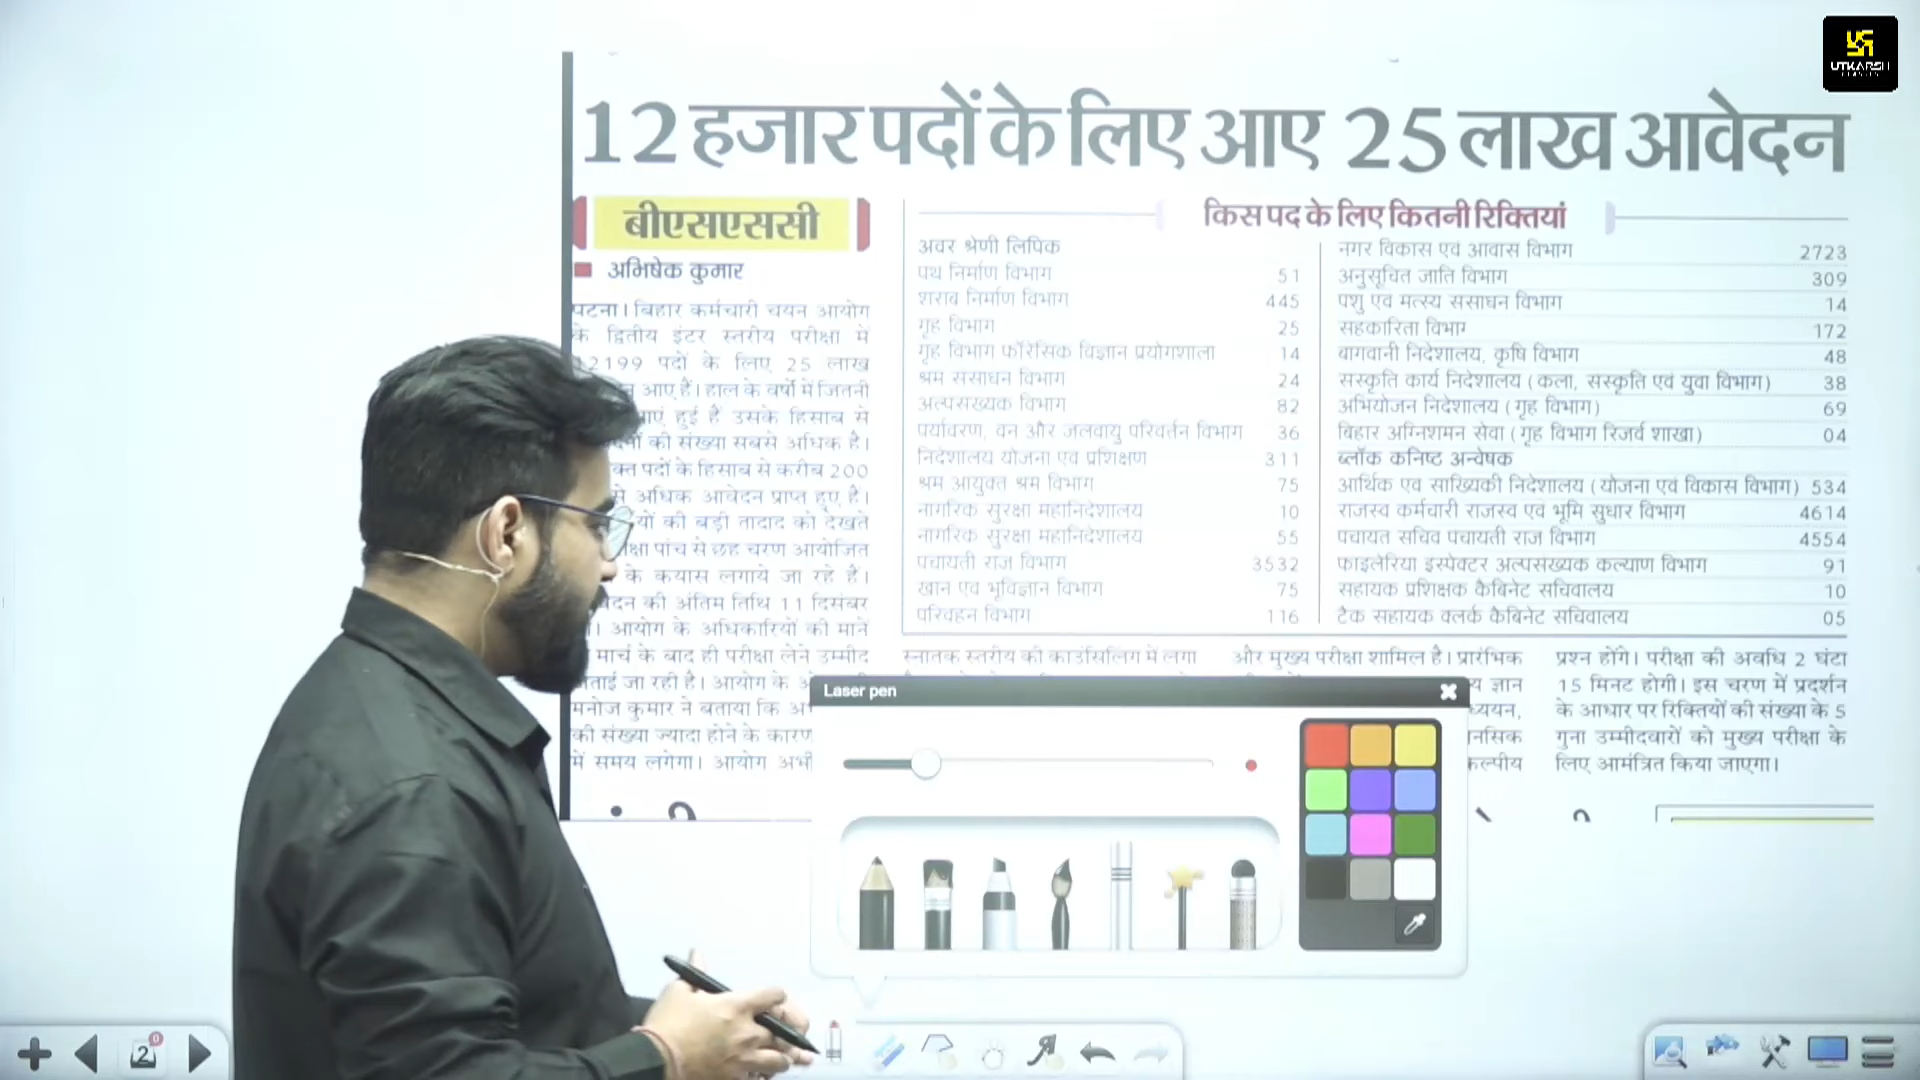 UTKARSH
CLASSES
12 हजार पदों के लिए आए 25 लाख आवेदन
बीएसएससी
अभिषेक कुमार
पटना। बिहार कर्मचारी चयन आयोग
के द्वितीय इंटर स्तरीय परीक्षा में
12199 पदों के लिए 25 लाख
आए हैं। हाल के वर्षों में जितनी
हुई हैं उसके हिसाब से
की संख्या सबसे अधिक है।
पदों के हिसाब से करीब 200
से अधिक आवेदन प्राप्त हुए हैं।
की बड़ी तादाद को देखते
पांच से छह चरण आयोजित
के कयास लगाये जा रहे हैं।
की अंतिम तिथि 11 दिसंबर
। आयोग के अधिकारियों की मानें
मार्च के बाद ही परीक्षा लेने उम्मीद
जा रही है। आयोग के
मनोज कुमार ने बताया कि
की संख्या ज्यादा होने के कारण
में समय लगेगा। आयोग अभी
किस पद के लिए कितनी रिक्तियां
अवर श्रेणी लिपिक
पथ निर्माण विभाग 51
शराब निर्माण विभाग 445
गृह विभाग 25
गृह विभाग फॉरेंसिक विज्ञान प्रयोगशाला 14
श्रम संसाधन विभाग 24
अल्पसंख्यक विभाग 82
पर्यावरण, वन और जलवायु परिवर्तन विभाग 36
निदेशालय योजना एवं प्रशिक्षण 311
श्रम आयुक्त श्रम विभाग 75
नागरिक सुरक्षा महानिदेशालय 10
नागरिक सुरक्षा महानिदेशालय 55
पंचायती राज विभाग 3532
खान एवं भूविज्ञान विभाग 75
परिवहन विभाग 116
नगर विकास एवं आवास विभाग 2723
अनुसूचित जाति विभाग 309
पशु एवं मत्स्य संसाधन विभाग 14
सहकारिता विभाग 172
बागवानी निदेशालय, कृषि विभाग 48
संस्कृति कार्य निदेशालय (कला, संस्कृति एवं युवा विभाग) 38
अभियोजन निदेशालय (गृह विभाग) 69
बिहार अग्निशमन सेवा (गृह विभाग रिजर्व शाखा) 04
ब्लॉक कनिष्ट अन्वेषक
आर्थिक एवं सांख्यिकी निदेशालय (योजना एवं विकास विभाग) 534
राजस्व कर्मचारी राजस्व एवं भूमि सुधार विभाग 4614
पंचायत सचिव पंचायती राज विभाग 4554
फाइलेरिया इंस्पेक्टर अल्पसंख्यक कल्याण विभाग 91
सहायक प्रशिक्षक कैबिनेट सचिवालय 10
टंक सहायक क्लर्क कैबिनेट सचिवालय 05
स्नातक स्तरीय की काउंसिलिंग में लगा
और मुख्य परीक्षा शामिल है। प्रारंभिक
ज्ञान
कल्पीय
प्रश्न होंगे। परीक्षा की अवधि 2 घंटा
15 मिनट होगी। इस चरण में प्रदर्शन
के आधार पर रिक्तियों की संख्या के 5
गुना उम्मीदवारों को मुख्य परीक्षा के
लिए आमंत्रित किया जाएगा।
Laser pen
2
0